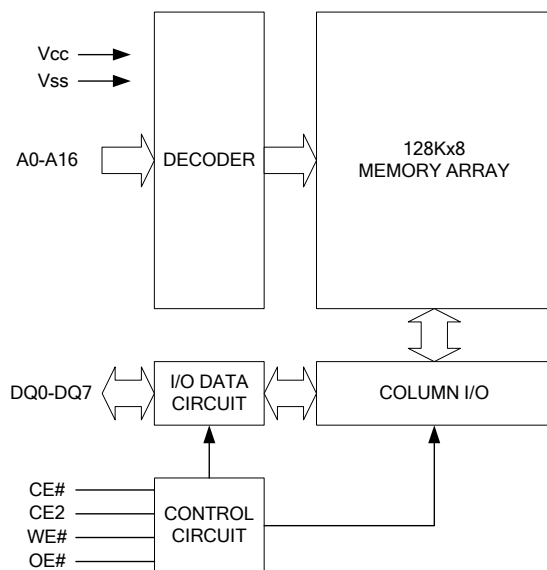 Vcc
Vss
A0-A16
DECODER
128Kx8
MEMORY ARRAY
DQ0-DQ7
I/O DATA
CIRCUIT
COLUMN I/O
CE#
CE2
WE#
OE#
CONTROL
CIRCUIT